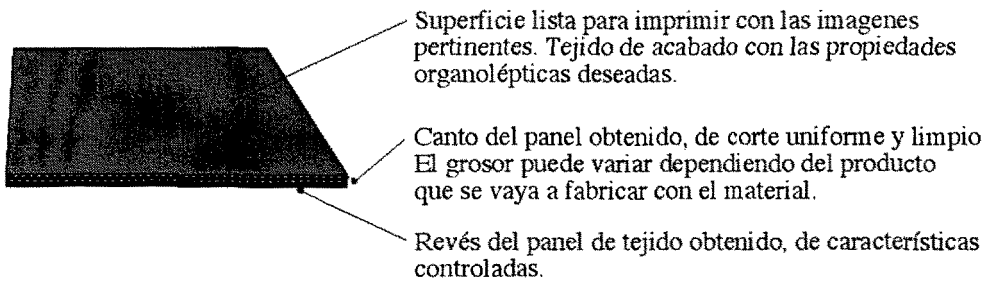 Superficie lista para imprimir con las imagenes
pertinentes. Tejido de acabado con las propiedades
organolépticas deseadas.
Canto del panel obtenido, de corte uniforme y limpio
El grosor puede variar dependiendo del producto
que se vaya a fabricar con el material.
Revés del panel de tejido obtenido, de características
controladas.